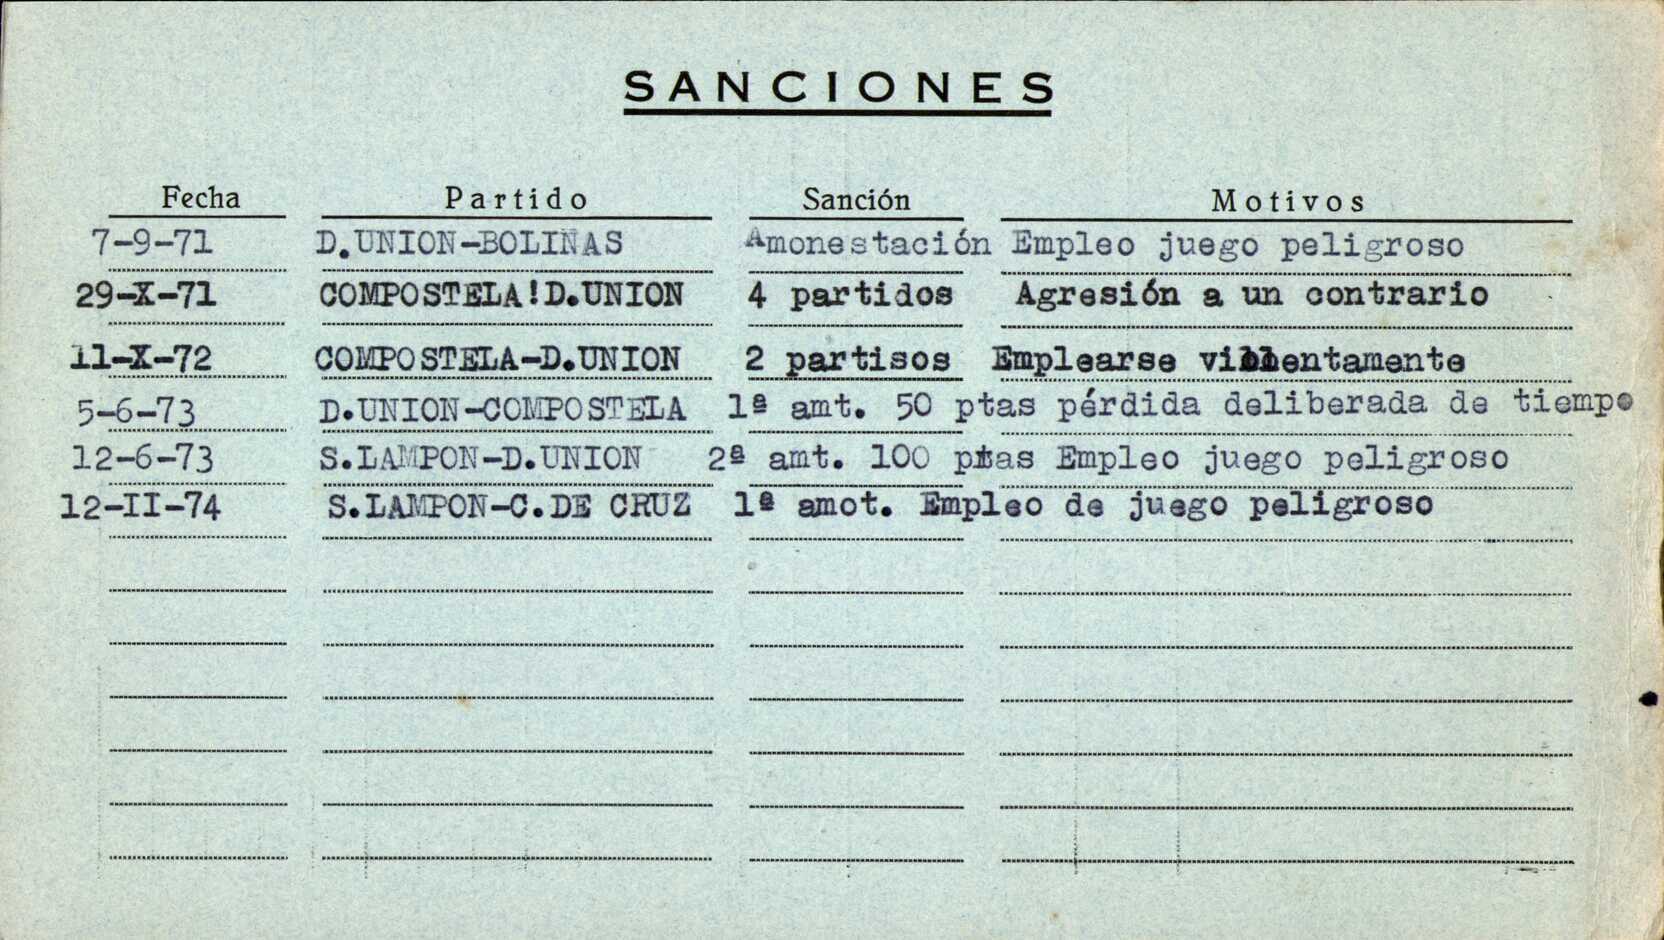 SANCIONES
Fecha Partido Sanción Motivos
7-9-71 D.UNION-BOLIÑAS Amonestación Empleo juego peligroso
29-X-71 COMPOSTELA!D.UNION 4 partidos Agresión a un contrario
11-X-72 COMPOSTELA-D.UNION 2 partisos Emplearse
5-6-73 D.UNION-COMPOSTELA 1ª amt. 50 ptas pérdida deliberada de tiempo
12-6-73 S.LAMPON-D.UNION 2ª amt. 100 ptas Empleo juego peligroso
12-II-74 S.LAMPON-C.DE CRUZ 1ª amot. Empleo de juego peligroso